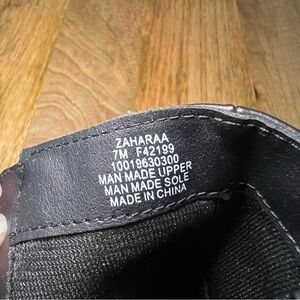 ZAHARAA
7M F42199
10019630300
MAN MADE UPPER
MAN MADE SOLE
MADE IN CHINA